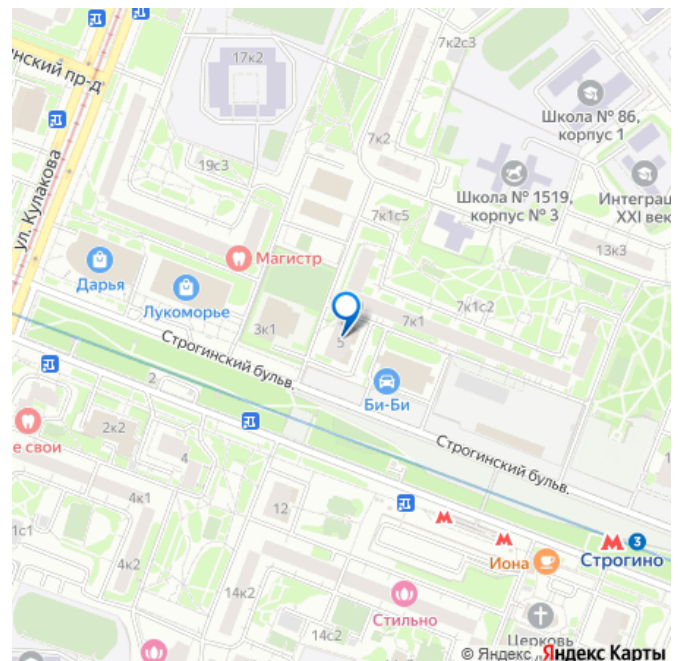 17к2
7к2с3
нский пр-д
Школа № 86,
корпус 1
7к2
ул. Кулакова
19с3
Школа № 1519,
корпус № 3
Интеграц
XXI век
7к1с5
13к3
Магистр
Дарья
Лукоморье
7к1с2
3к1
7к1
5
Строгинский бульв.
Би-Би
2
е свои
2к2
4
Строгинский бульв.
1
4к1
12
1с1
3
Строгино
Иона
4к2
14к2
Стильно
Церковь
14с2
© Яндекс Яндекс Карты